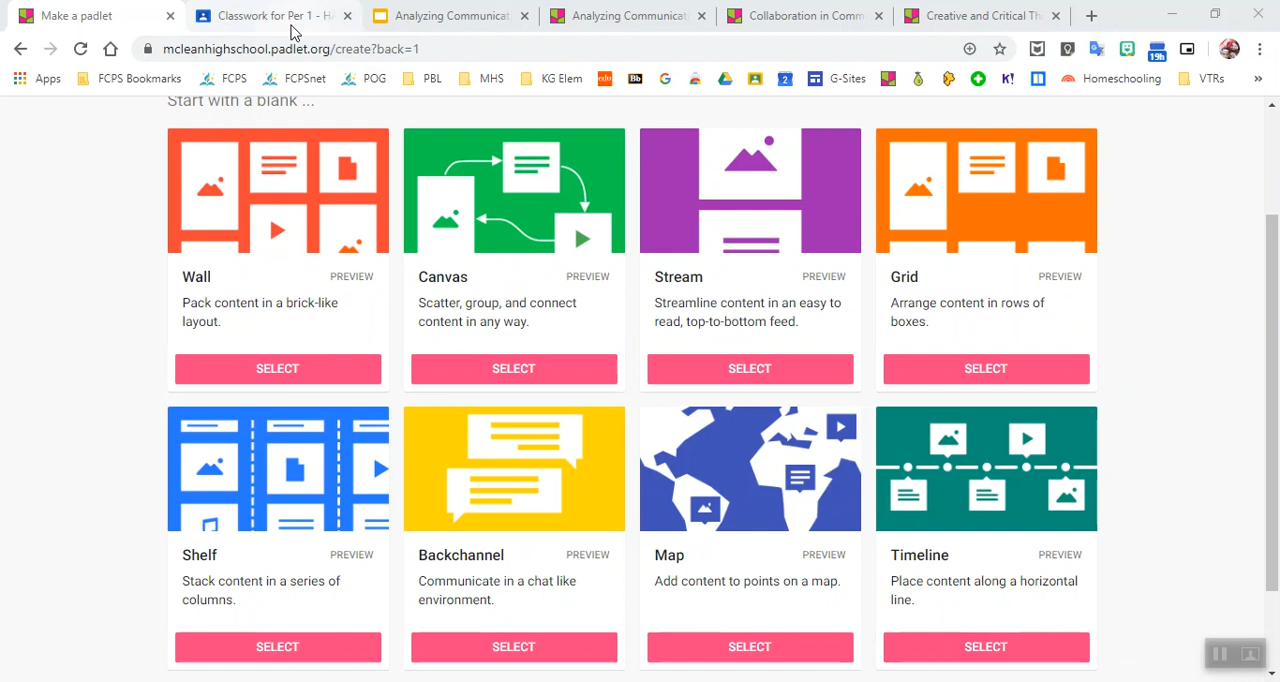 Make a padlet
Classwork for Per 1 - HA
Analyzing Communicat
Analyzing Communicat
Collaboration in Comm
Creative and Critical Th
mcleanhighschool.padlet.org/create?back=1
19h
Apps
FCPS Bookmarks
FCPS
FCPSnet
POG
PBL
MHS
KG Elem
edu
Bb
G
2
G-Sites
K!
Homeschooling
VTRs
»
Start with a blank ...
Wall
PREVIEW
Pack content in a brick-like
layout.
SELECT
Canvas
PREVIEW
Scatter, group, and connect
content in any way.
SELECT
Stream
PREVIEW
Streamline content in an easy to
read, top-to-bottom feed.
SELECT
Grid
PREVIEW
Arrange content in rows of
boxes.
SELECT
Shelf
PREVIEW
Stack content in a series of
columns.
SELECT
Backchannel
PREVIEW
Communicate in a chat like
environment.
SELECT
Map
PREVIEW
Add content to points on a map.
SELECT
Timeline
PREVIEW
Place content along a horizontal
line.
SELECT